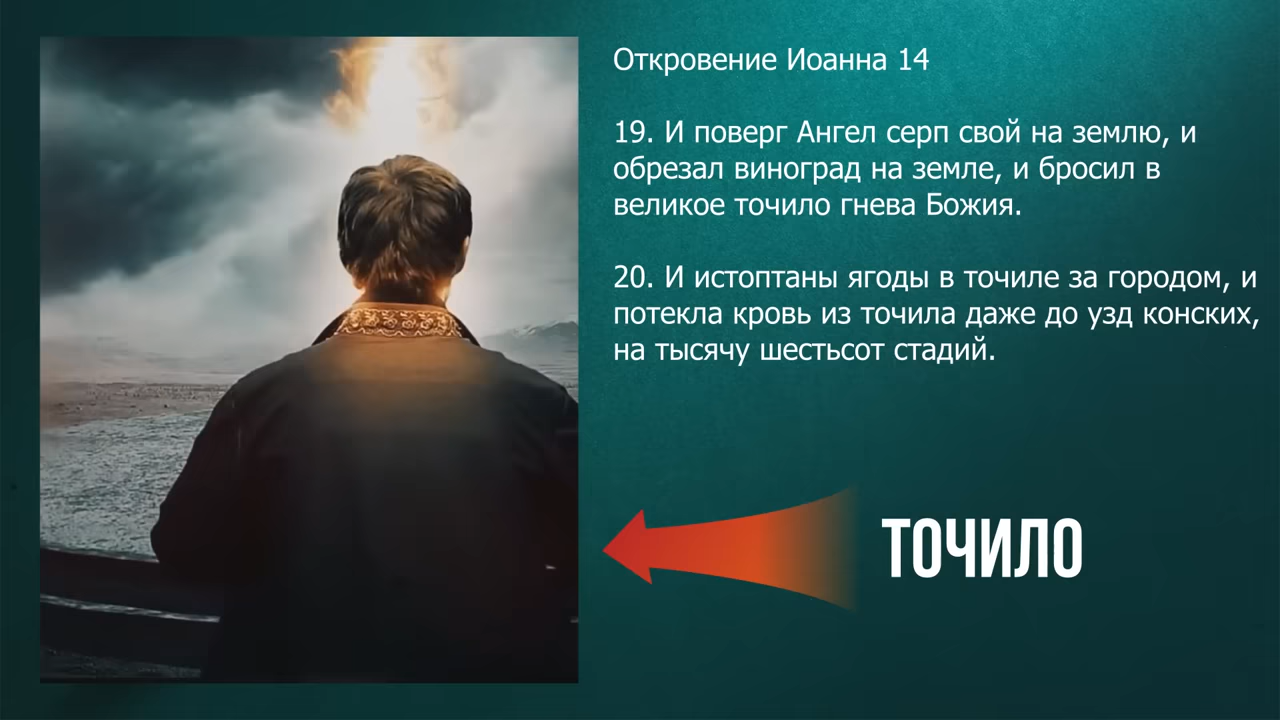 Откровение Иоанна 14
19. И поверг Ангел серп свой на землю, и
обрезал виноград на земле, и бросил в
великое точило гнева Божия.
20. И истоптаны ягоды в точиле за городом, и
потекла кровь из точила даже до узд конских,
на тысячу шестьсот стадий.
ТОЧИЛО